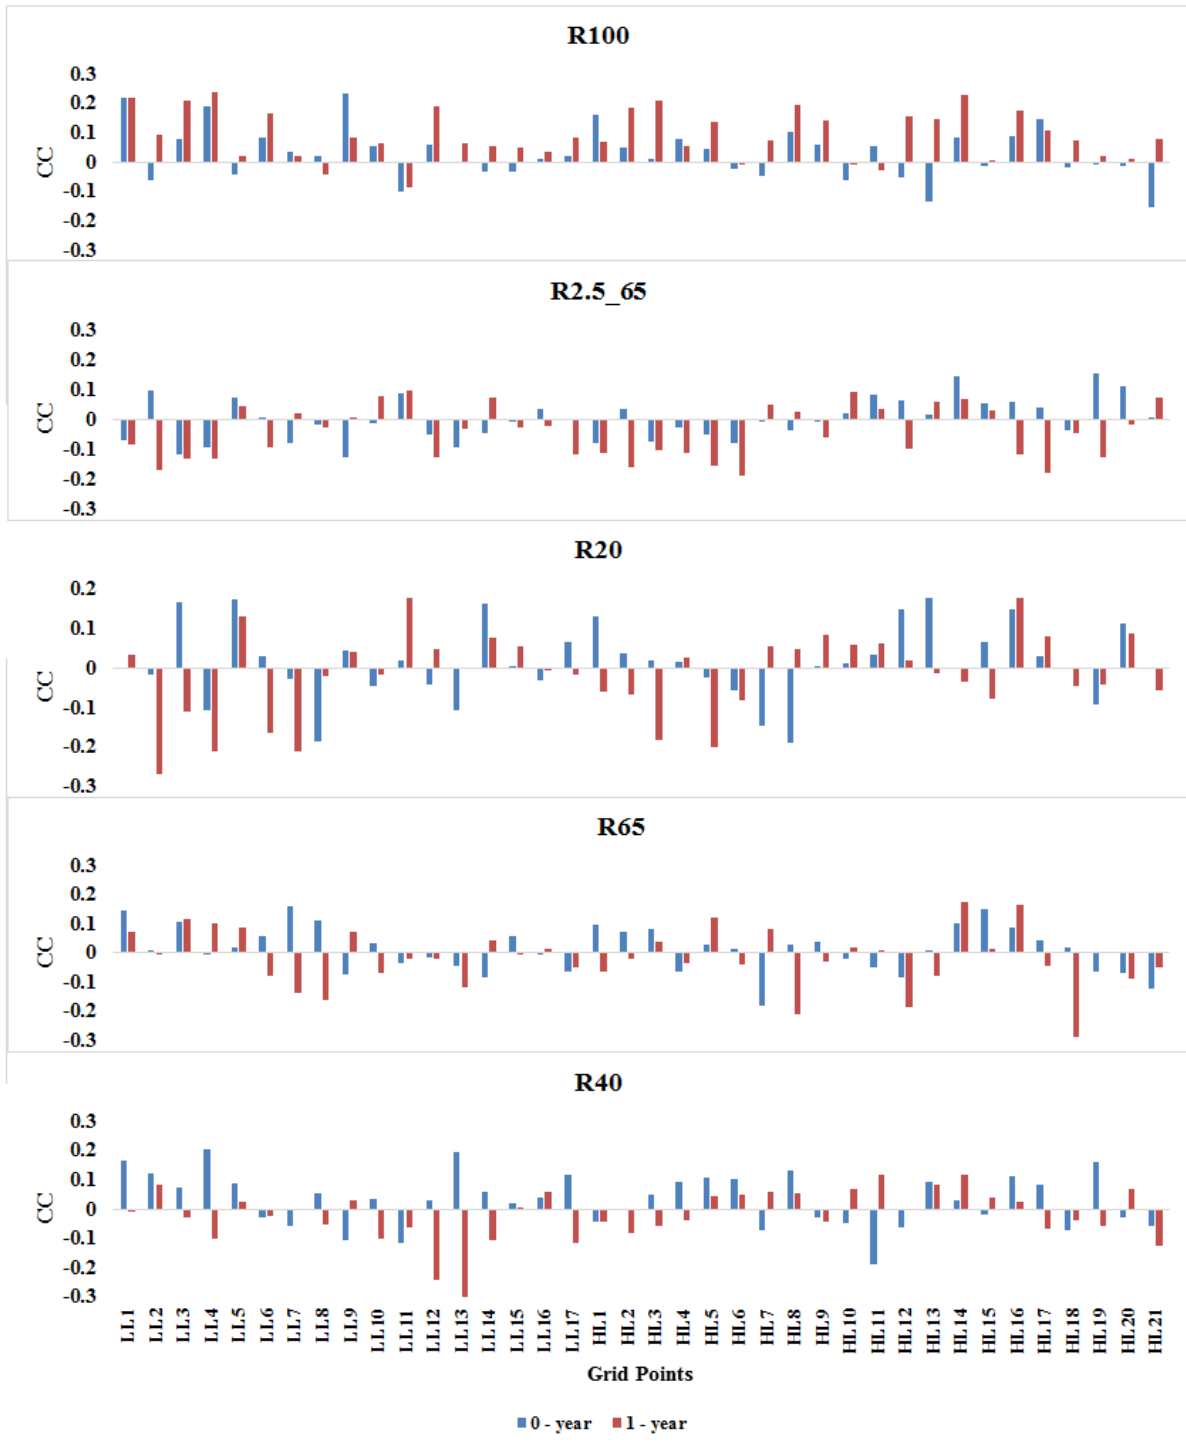 R100
0.3
0.2
0.1
0
-0.1
-0.2
-0.3
CC
R2.5_65
0.3
0.2
0.1
0
-0.1
-0.2
-0.3
CC
R20
0.2
0.1
0
-0.1
-0.2
-0.3
CC
R65
0.3
0.2
0.1
0
-0.1
-0.2
-0.3
CC
R40
0.3
0.2
0.1
0
-0.1
-0.2
-0.3
CC
LL1 LL2 LL3 LL4 LL5 LL6 LL7 LL8 LL9 LL10 LL11 LL12 LL13 LL14 LL15 LL16 LL17 HL1 HL2 HL3 HL4 HL5 HL6 HL7 HL8 HL9 HL10 HL11 HL12 HL13 HL14 HL15 HL16 HL17 HL18 HL19 HL20 HL21
Grid Points
0 - year 1 - year